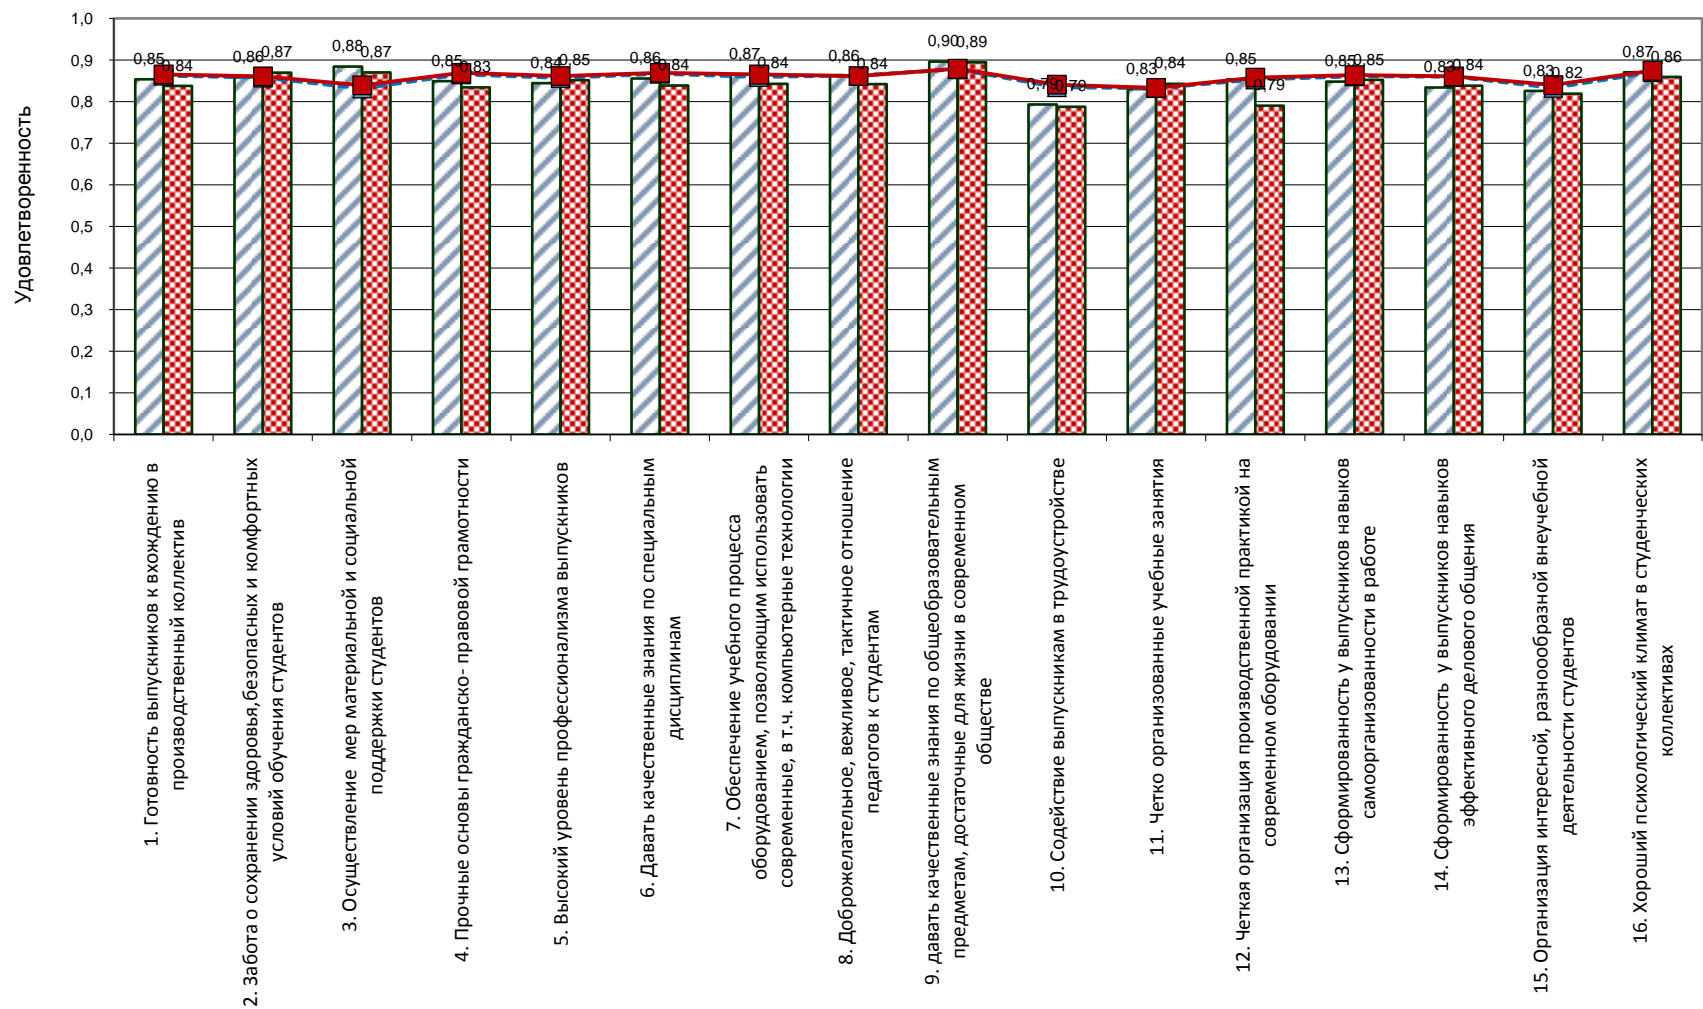 Удовлетворенность
1,0
0,9
0,8
0,7
0,6
0,5
0,4
0,3
0,2
0,1
0,0
0,85
0,84
0,86
0,87
0,88
0,87
0,85
0,83
0,84
0,85
0,86
0,84
0,87
0,84
0,86
0,84
0,90
0,89
0,79
0,79
0,83
0,84
0,85
0,79
0,85
0,85
0,83
0,84
0,83
0,82
0,87
0,86
1. Готовность выпускников к вхождению в
производственный коллектив
2. Забота о сохранении здоровья,безопасных и комфортных
условий обучения студентов
3. Осуществление мер материальной и социальной
поддержки студентов
4. Прочные основы гражданско- правовой грамотности
5. Высокий уровень профессионализма выпускников
6. Давать качественные знания по специальным
дисциплинам
7. Обеспечение учебного процесса
оборудованием, позволяющим использовать
современные, в т.ч. компьютерные технологии
8. Доброжелательное, вежливое, тактичное отношение
педагогов к студентам
9. давать качественные знания по общеобразовательным
предметам, достаточные для жизни в современном
обществе
10. Содействие выпускникам в трудоустройстве
11. Четко организованные учебные занятия
12. Четкая организация производственной практикой на
современном оборудовании
13. Сформированность у выпускников навыков
самоорганизованности в работе
14. Сформированность у выпускников навыков
эффективного делового общения
15. Организация интересной, разноообразной внеучебной
деятельности студентов
16. Хороший психологический климат в студенческих
коллективах